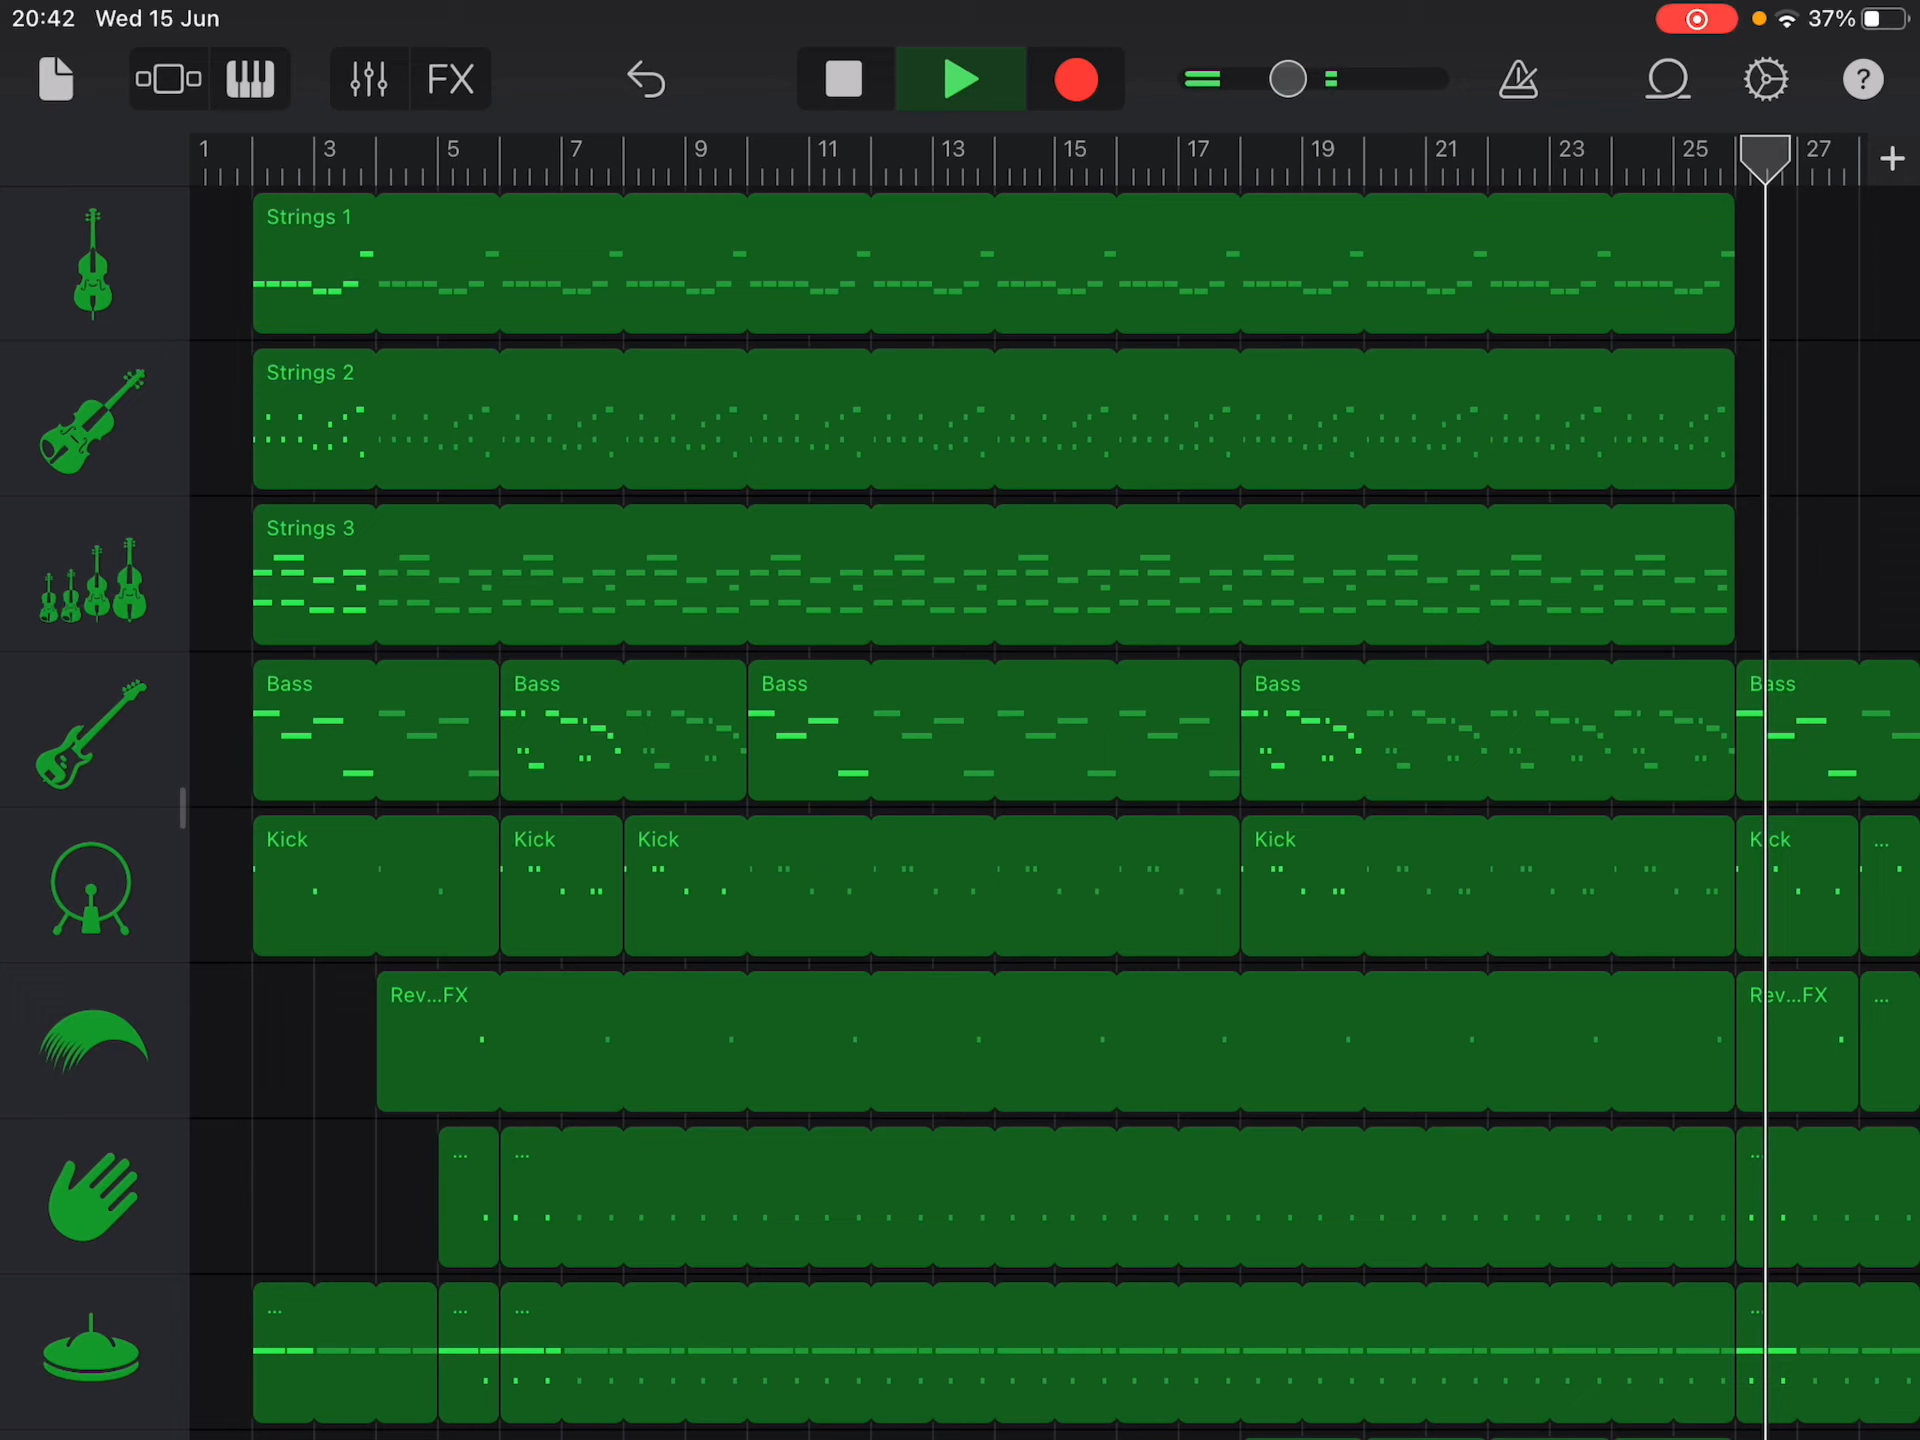 20:42 Wed 15 Jun 37%
FX ?
1 3 5 7 9 11 13 15 17 19 21 23 25 27 +
Strings 1
Strings 2
Strings 3
Bass Bass Bass Bass Bass
Kick Kick Kick Kick Kick ...
Rev...FX Rev...FX ...
... ... ...
... ... ... ...